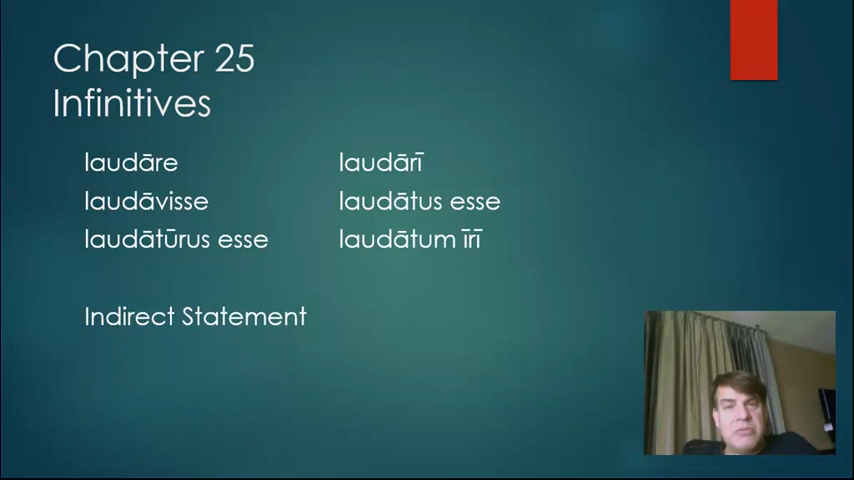 Chapter 25
Infinitives
laudāre laudārī
laudāvisse laudātus esse
laudātūrus esse laudātum īrī
Indirect Statement